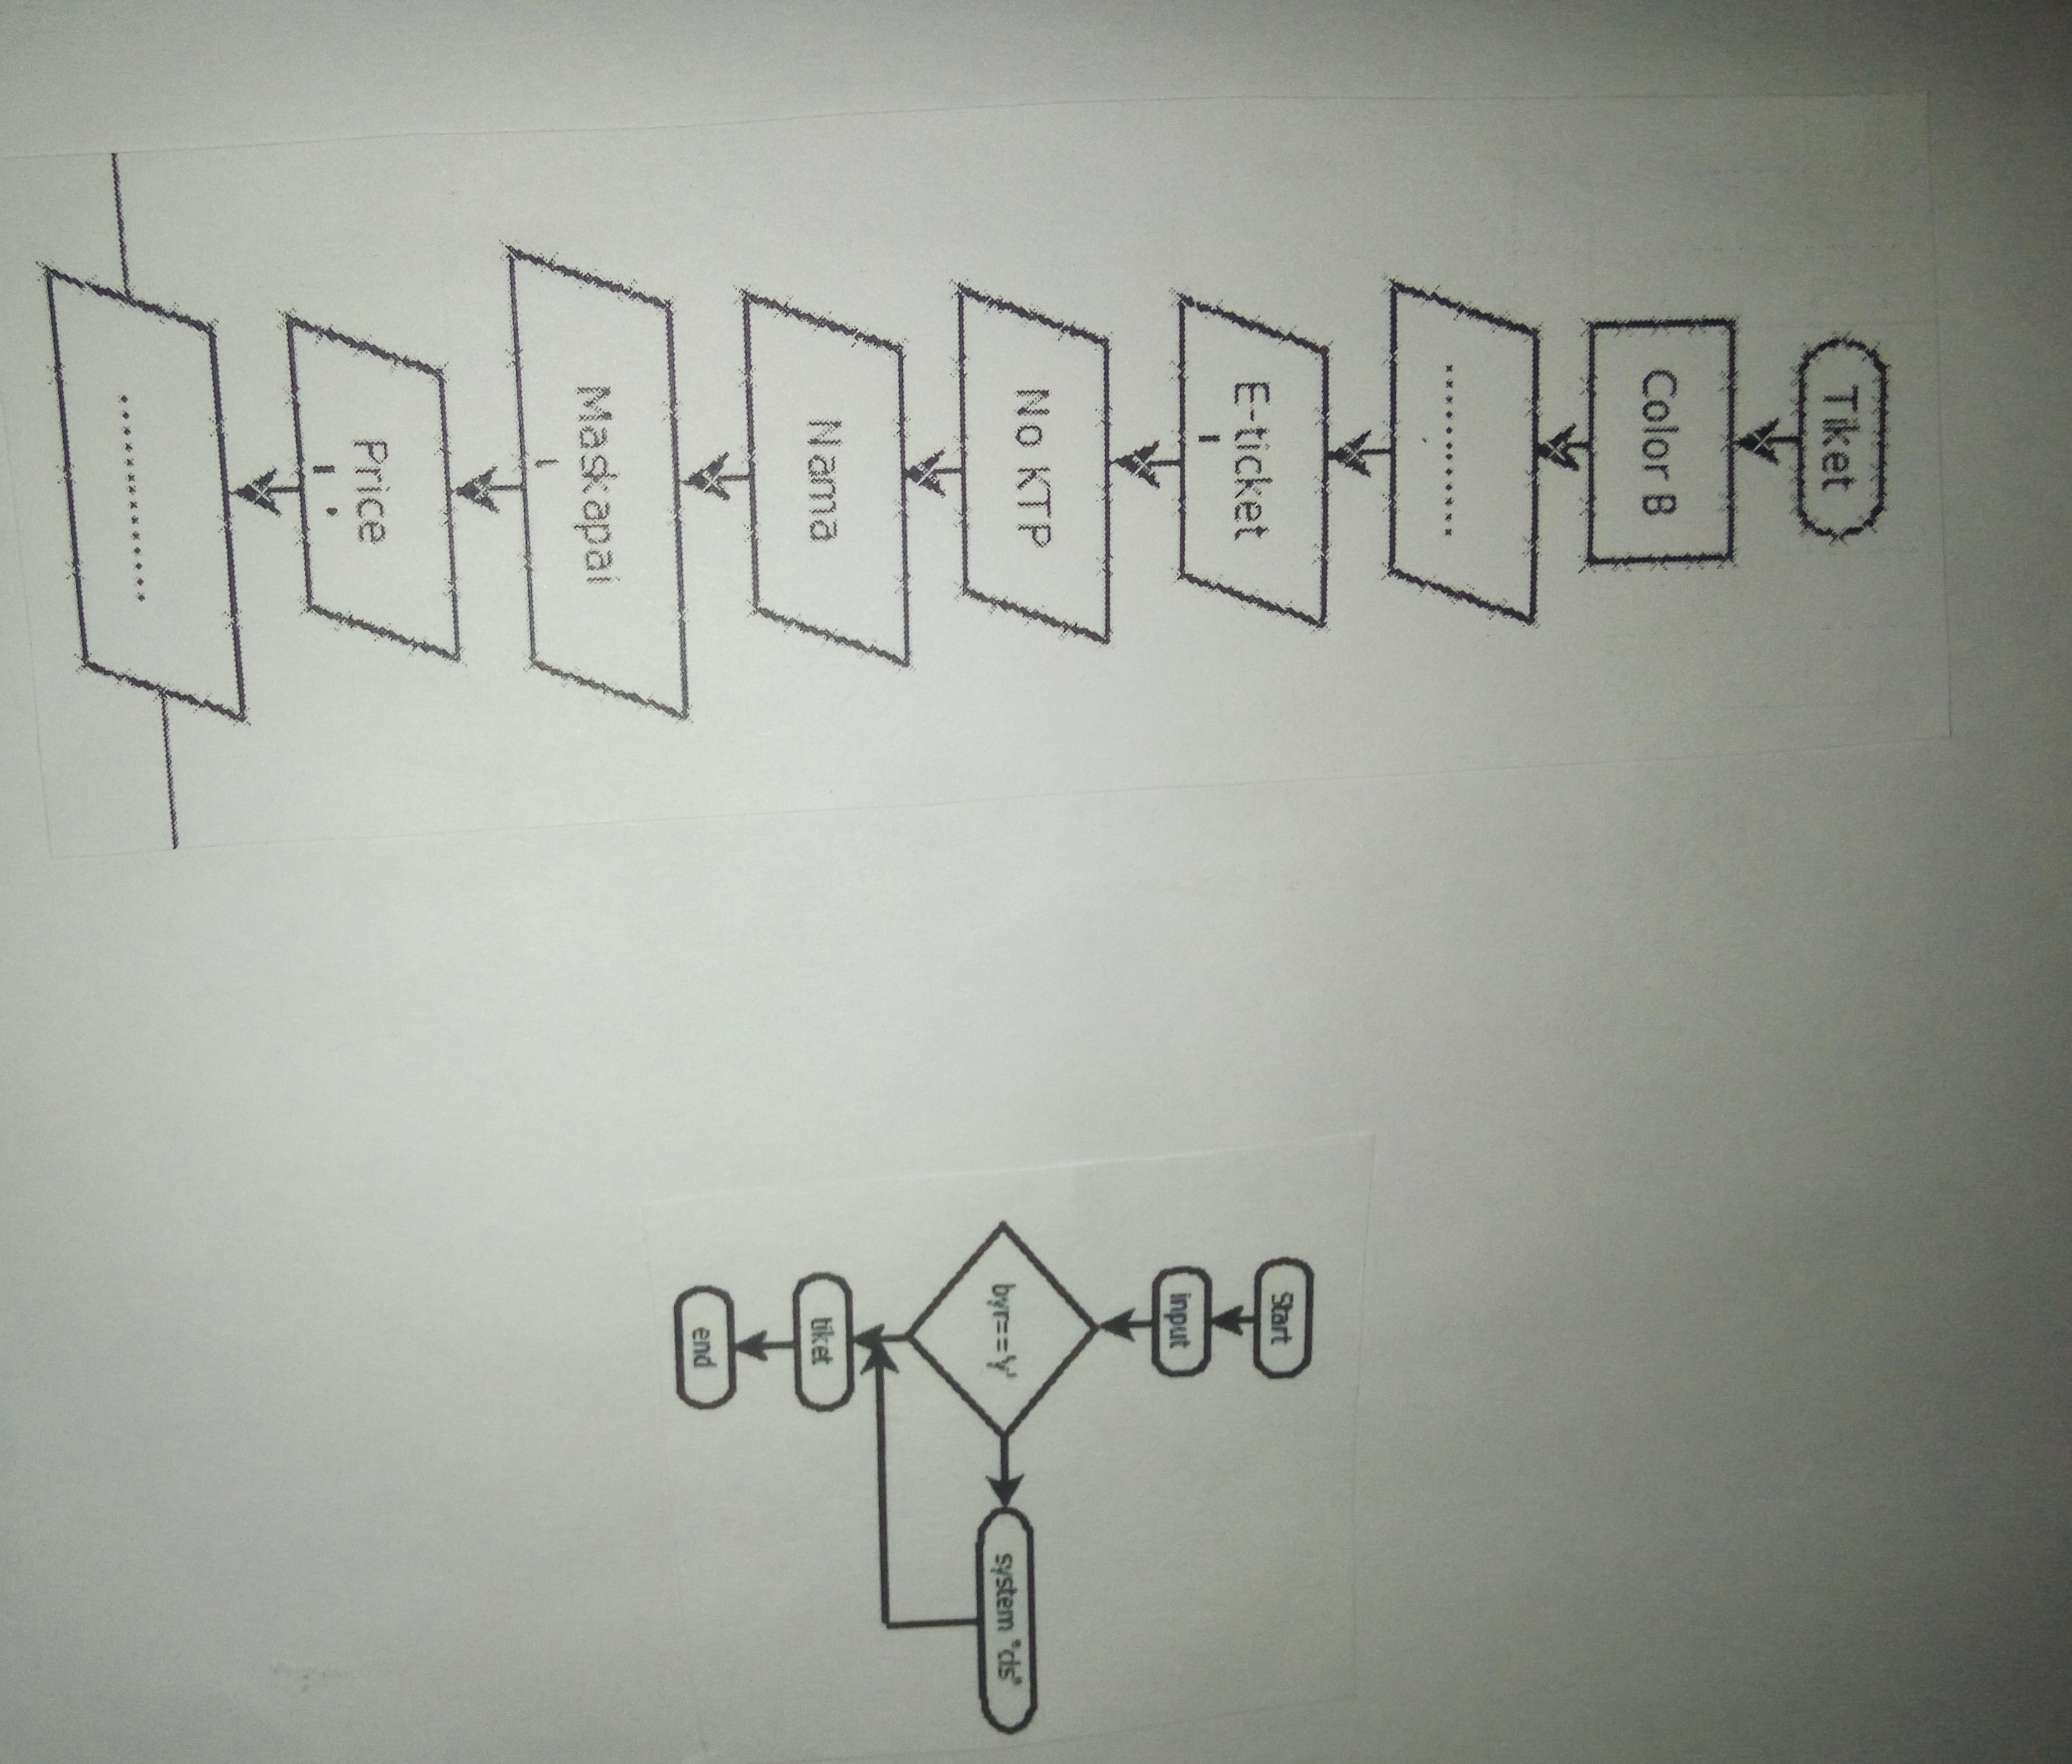 Tiket
Color B
.............
E-ticket
No KTP
Nama
Maskapai
Price
................
Start
input
byr=='y'
system "cls"
tiket
end